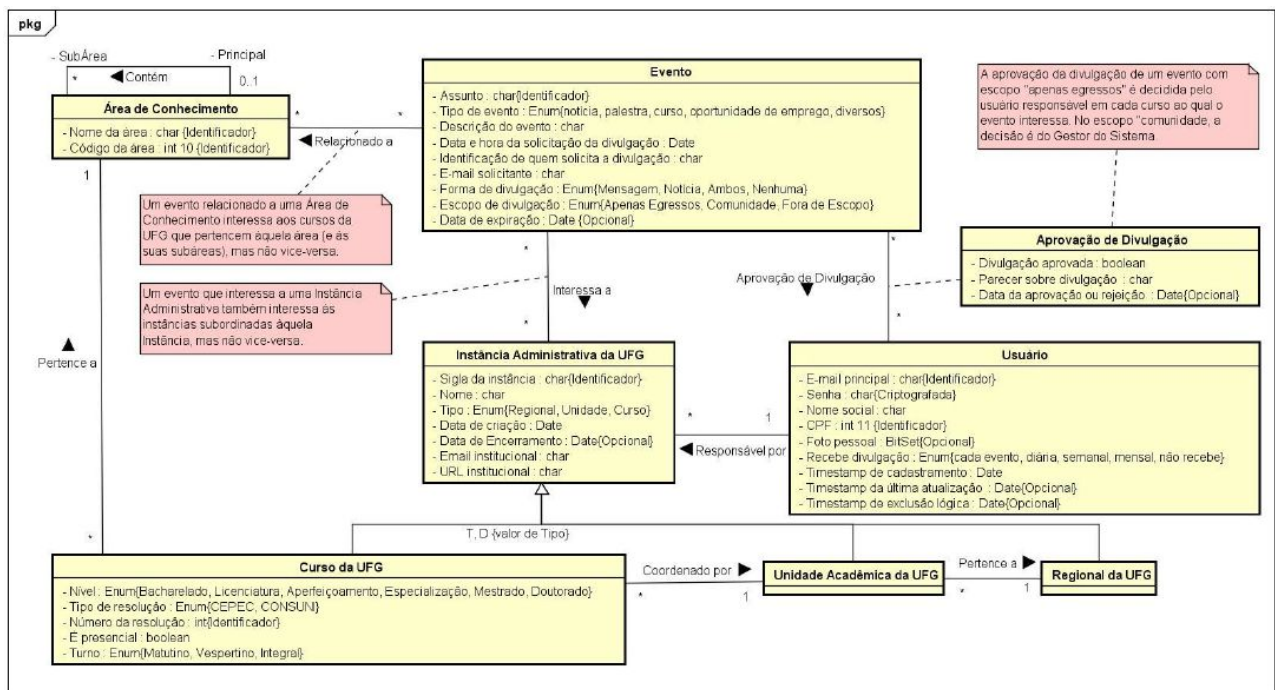 pkg
- SubÁrea
- Principal
*
Contém
0..1
Área de Conhecimento
- Nome da área : char {Identificador}
- Código da área : int 10 {Identificador}
*
*
Relacionado a
Evento
- Assunto : char{Identificador}
- Tipo de evento : Enum{notícia, palestra, curso, oportunidade de emprego, diversos}
- Descrição do evento : char
- Data e hora da solicitação da divulgação : Date
- Identificação de quem solicita a divulgação : char
- E-mail solicitante : char
- Forma de divulgação : Enum{Mensagem, Notícia, Ambos, Nenhuma}
- Escopo de divulgação : Enum{Apenas Egressos, Comunidade, Fora de Escopo}
- Data de expiração : Date {Opcional}
A aprovação da divulgação de um evento com
escopo "apenas egressos" é decidida pelo
usuário responsável em cada curso ao qual o
evento interessa. No escopo "comunidade, a
decisão é do Gestor do Sistema
1
Um evento relacionado a uma Área de
Conhecimento interessa aos cursos da
UFG que pertencem àquela área (e às
suas subáreas), mas não vice-versa.
Um evento que interessa a uma Instância
Administrativa também interessa às
instâncias subordinadas àquela
Instância, mas não vice-versa.
*
Interessa a
*
*
Aprovação de Divulgação
*
Aprovação de Divulgação
- Divulgação aprovada : boolean
- Parecer sobre divulgação : char
- Data da aprovação ou rejeição : Date{Opcional}
Pertence a
Instância Administrativa da UFG
- Sigla da instância : char{Identificador}
- Nome : char
- Tipo : Enum{Regional, Unidade, Curso}
- Data de criação : Date
- Data de Encerramento : Date{Opcional}
- Email institucional : char
- URL institucional : char
*
1
Responsável por
Usuário
- E-mail principal : char{Identificador}
- Senha : char{Criptografada}
- Nome social : char
- CPF : int 11 {Identificador}
- Foto pessoal : BitSet{Opcional}
- Recebe divulgação : Enum{cada evento, diária, semanal, mensal, não recebe}
- Timestamp de cadastramento : Date
- Timestamp da última atualização : Date{Opcional}
- Timestamp de exclusão lógica : Date{Opcional}
T, D {valor de Tipo}
*
Curso da UFG
- Nível : Enum{Bacharelado, Licenciatura, Aperfeiçoamento, Especialização, Mestrado, Doutorado}
- Tipo de resolução : Enum{CEPEC, CONSUNI}
- Número da resolução : int{Identificador}
- É presencial : boolean
- Turno : Enum{Matutino, Vespertino, Integral}
Coordenado por
*
1
Unidade Acadêmica da UFG
Pertence a
*
1
Regional da UFG